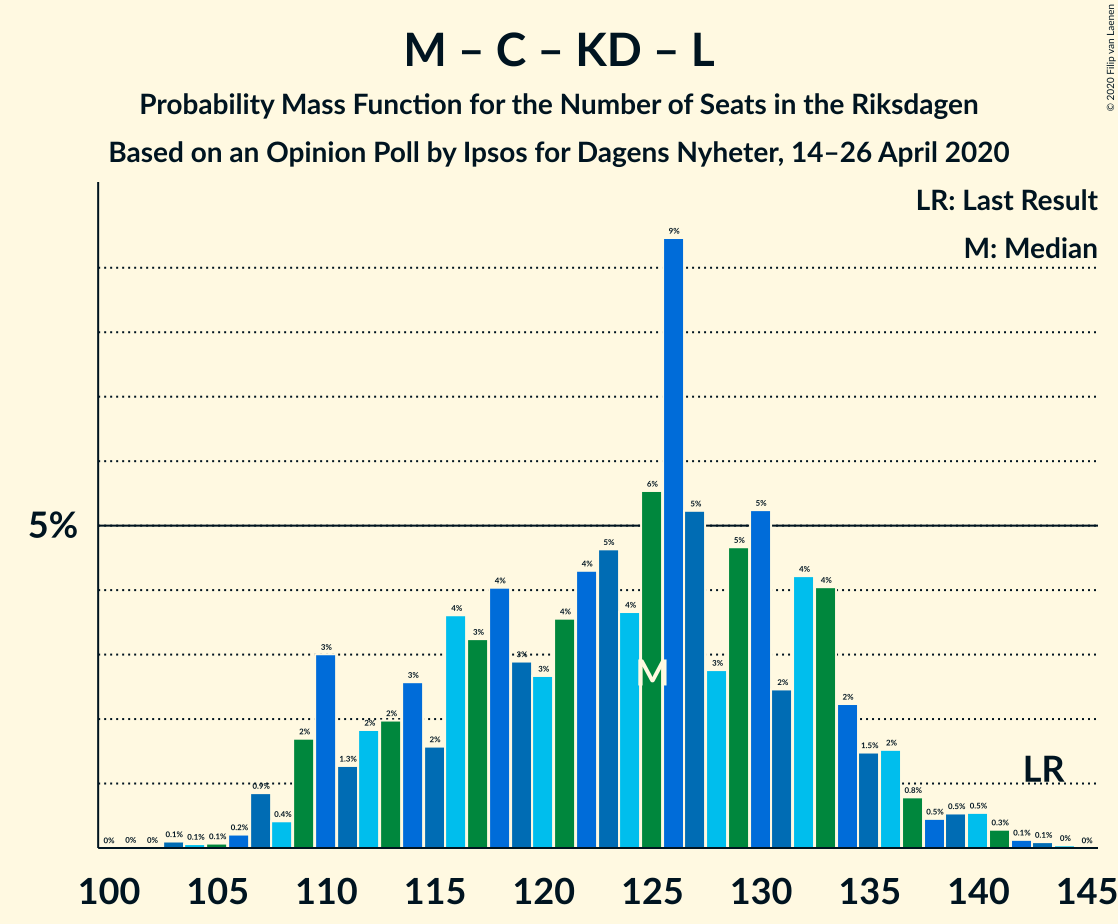 M – C – KD – L
Probability Mass Function for the Number of Seats in the Riksdagen
Based on an Opinion Poll by Ipsos for Dagens Nyheter, 14–26 April 2020
© 2020 Filip van Laenen
LR: Last Result
M: Median
5%
0% 0% 0% 0.1% 0.1% 0.1% 0.2% 0.9% 0.4% 2% 3% 1.3% 2% 2% 3% 2% 4% 3% 4% 3% 3% 4% 4% 5% 4% 6% 9% 5% 3% 5% 5% 2% 4% 4% 2% 1.5% 2% 0.8% 0.5% 0.5% 0.5% 0.3% 0.1% 0.1% 0% 0%
M
LR
100 105 110 115 120 125 130 135 140 145